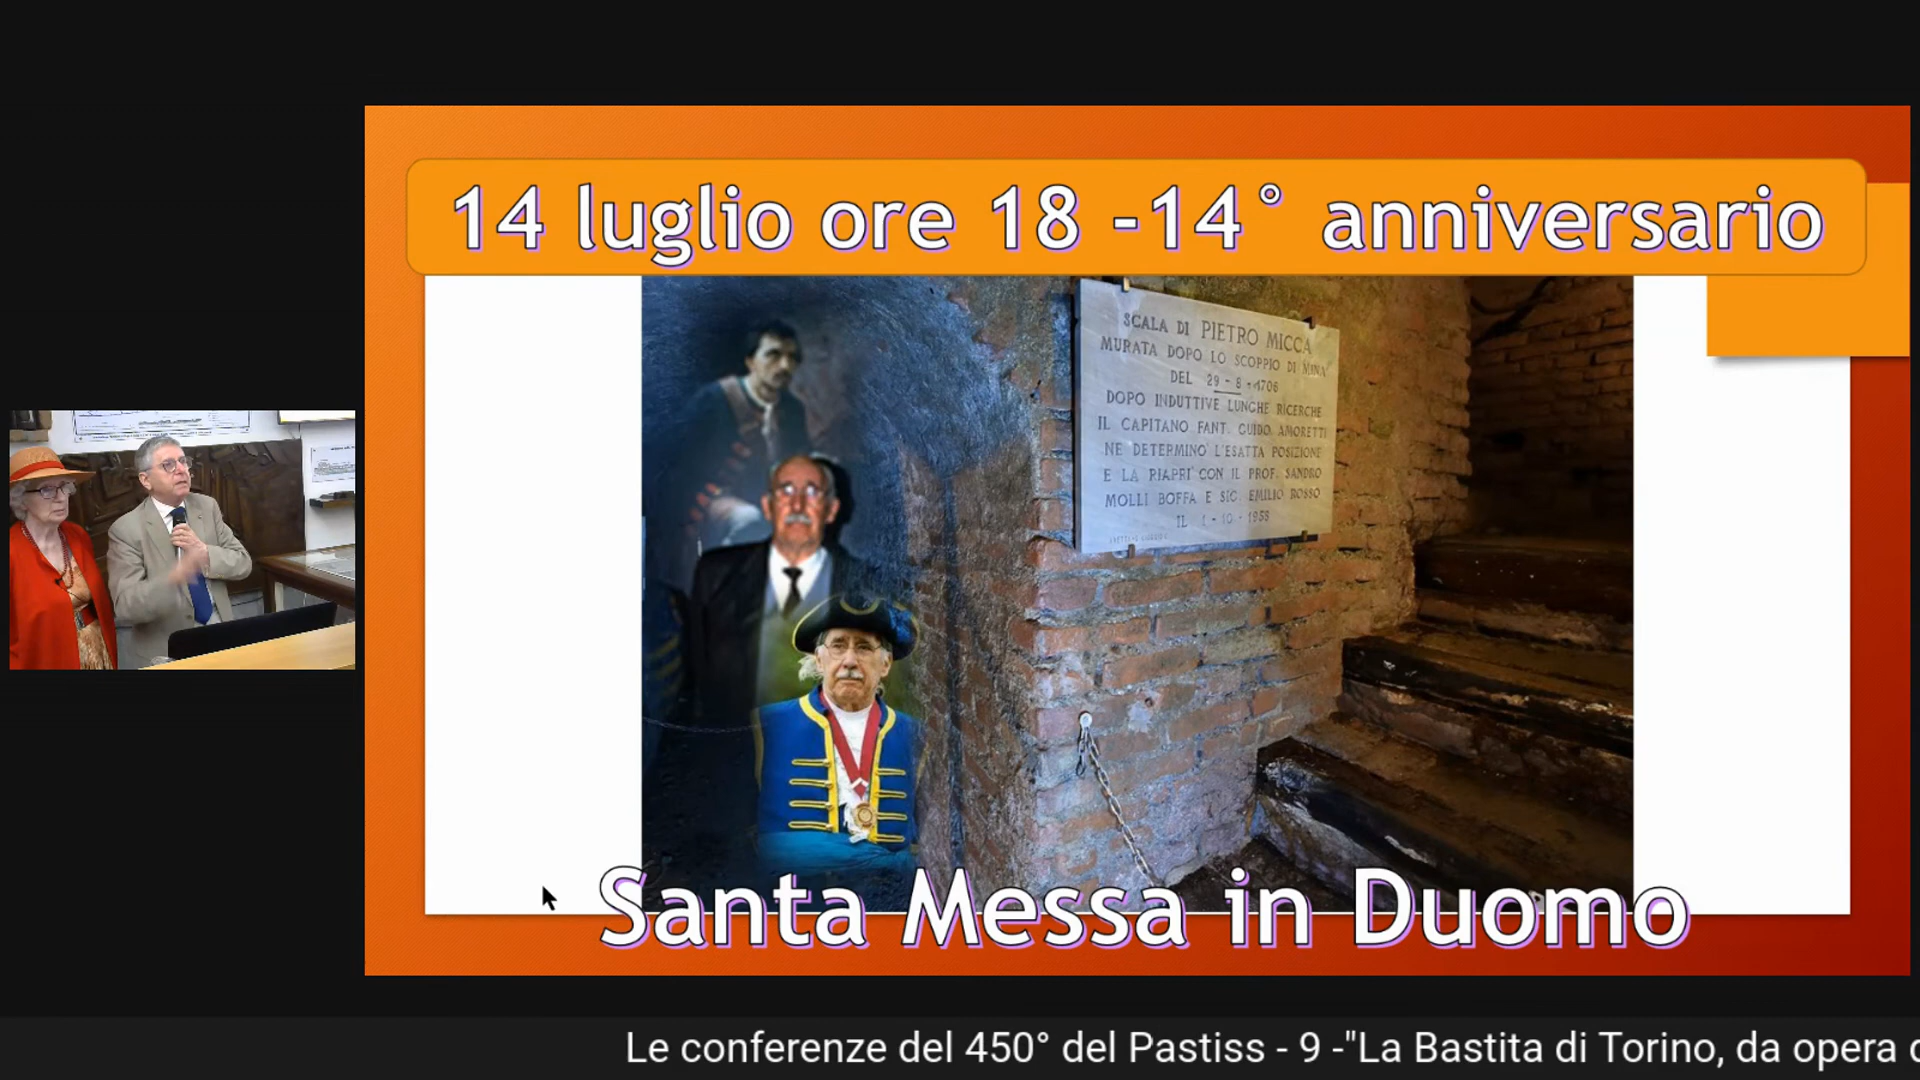 14 luglio ore 18 -14° anniversario
SCALA DI PIETRO MICCA
MURATA DOPO LO SCOPPIO DI MINA
DEL 29-8-1706
DOPO INDUTTIVE LUNGHE RICERCHE
IL CAPITANO FANT. GUIDO AMORETTI
NE DETERMINO' L'ESATTA POSIZIONE
E LA RIAPRI' CON IL PROF. SANDRO
MOLLI BOFFA E SIG. EMILIO ROSSO
IL 1-10-1958
Santa Messa in Duomo
Le conferenze del 450° del Pastiss - 9 -"La Bastita di Torino, da opera